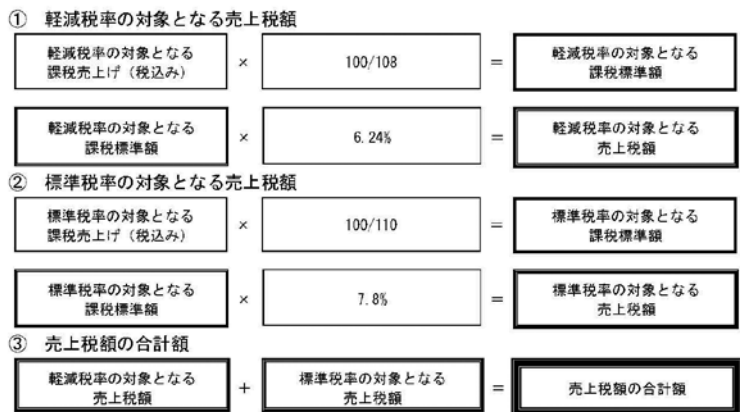 ① 軽減税率の対象となる売上税額
軽減税率の対象となる
課税売上げ（税込み）
×
100/108
＝
軽減税率の対象となる
課税標準額
軽減税率の対象となる
課税標準額
×
6.24%
＝
軽減税率の対象となる
売上税額
② 標準税率の対象となる売上税額
標準税率の対象となる
課税売上げ（税込み）
×
100/110
＝
標準税率の対象となる
課税標準額
標準税率の対象となる
課税標準額
×
7.8%
＝
標準税率の対象となる
売上税額
③ 売上税額の合計額
軽減税率の対象となる
売上税額
＋
標準税率の対象となる
売上税額
＝
売上税額の合計額